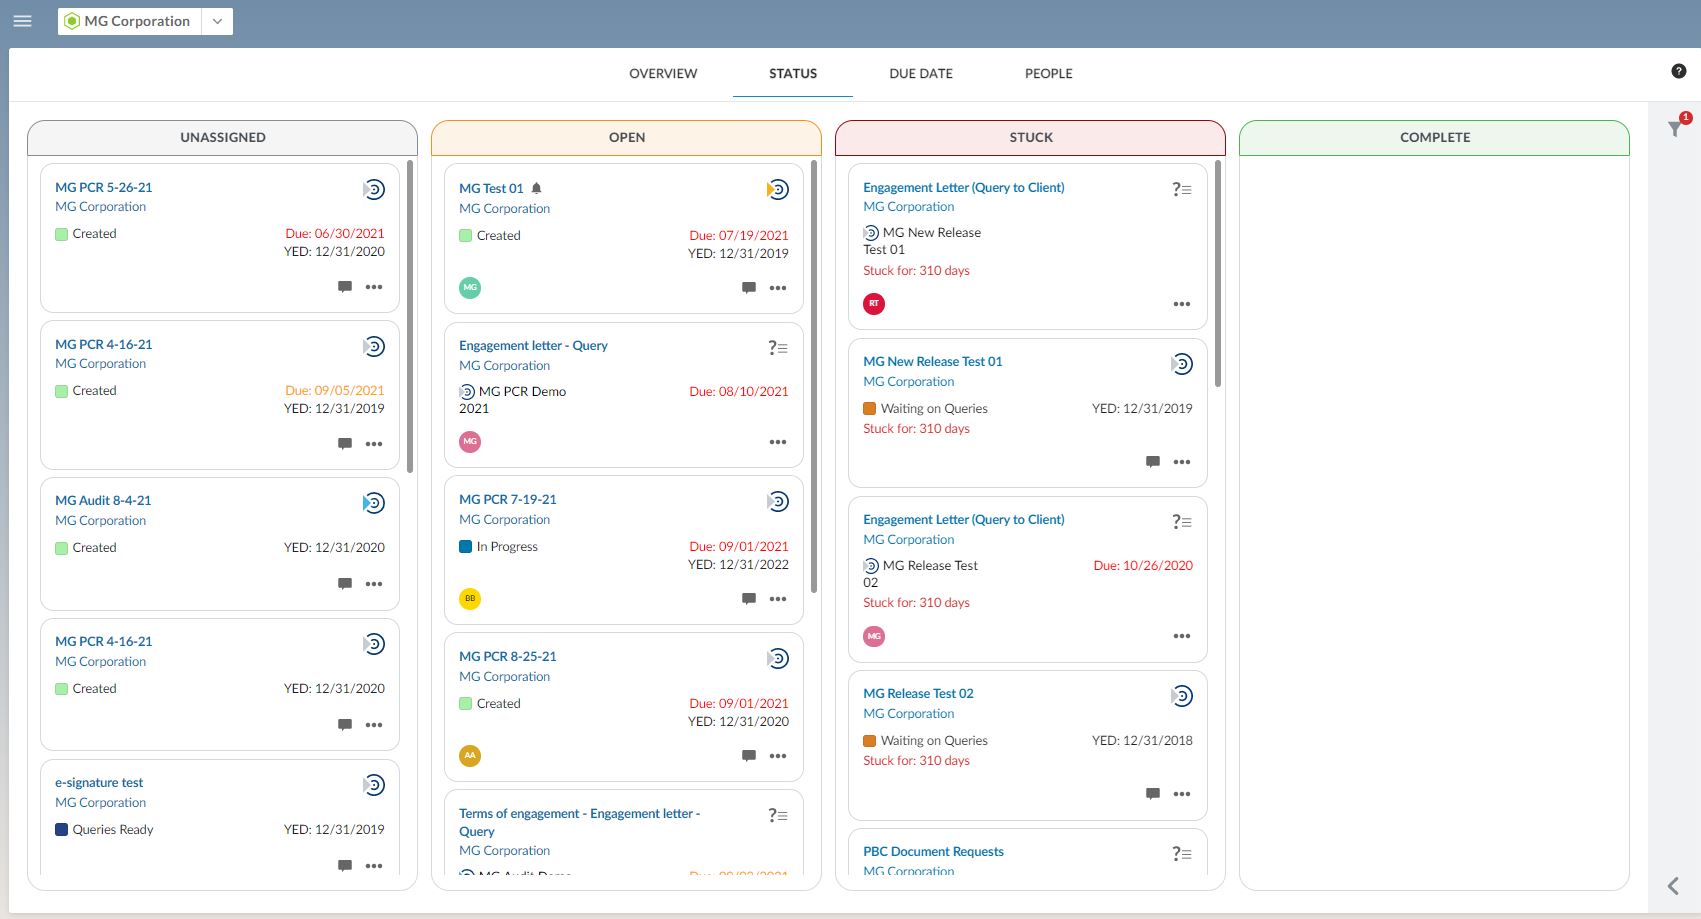 MG Corporation
OVERVIEW
STATUS
DUE DATE
PEOPLE
?
1
UNASSIGNED
MG PCR 5-26-21
MG Corporation
Created
Due: 06/30/2021
YED: 12/31/2020
MG PCR 4-16-21
MG Corporation
Created
Due: 09/05/2021
YED: 12/31/2019
MG Audit 8-4-21
MG Corporation
Created
YED: 12/31/2020
MG PCR 4-16-21
MG Corporation
Created
YED: 12/31/2020
e-signature test
MG Corporation
Queries Ready
YED: 12/31/2019
OPEN
MG Test 01
MG Corporation
Created
Due: 07/19/2021
YED: 12/31/2019
MG
Engagement letter - Query
?
MG Corporation
MG PCR Demo
2021
Due: 08/10/2021
MG
MG PCR 7-19-21
MG Corporation
In Progress
Due: 09/01/2021
YED: 12/31/2022
BB
MG PCR 8-25-21
MG Corporation
Created
Due: 09/01/2021
YED: 12/31/2020
AA
Terms of engagement - Engagement letter -
Query
?
MG Corporation
MG Audit Demo
STUCK
Engagement Letter (Query to Client)
?
MG Corporation
MG New Release
Test 01
Stuck for: 310 days
RT
MG New Release Test 01
MG Corporation
Waiting on Queries
YED: 12/31/2019
Stuck for: 310 days
Engagement Letter (Query to Client)
?
MG Corporation
MG Release Test
02
Due: 10/26/2020
Stuck for: 310 days
MG
MG Release Test 02
MG Corporation
Waiting on Queries
YED: 12/31/2018
Stuck for: 310 days
PBC Document Requests
?
MG Corporation
COMPLETE